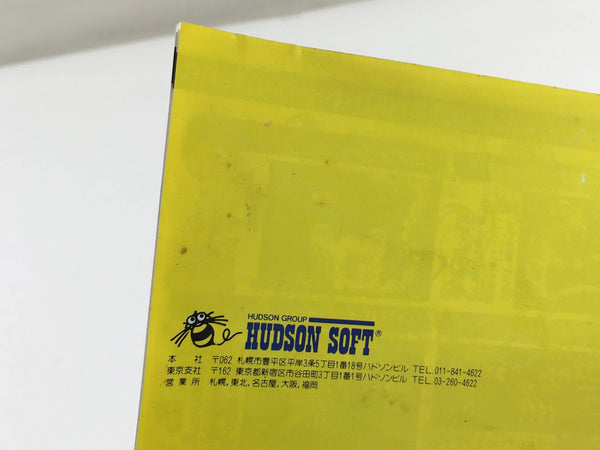 HUDSON GROUP
HUDSON SOFT®
本 社 〒062 札幌市豊平区平岸3条5丁目1番18号ハドソンビル TEL.011-841-4622
東京支社 〒162 東京都新宿区市谷田町3丁目1番1号ハドソンビル TEL.03-260-4622
営業所 札幌、東北、名古屋、大阪、福岡